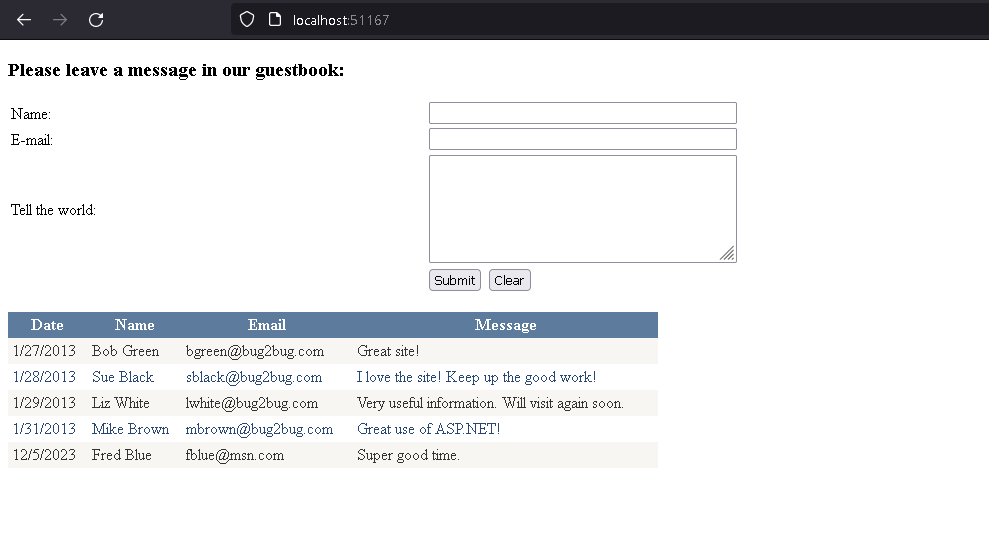 localhost:51167
Please leave a message in our guestbook:
Name:
E-mail:
Tell the world:
Submit Clear
Date Name Email Message
1/27/2013 Bob Green bgreen@bug2bug.com Great site!
1/28/2013 Sue Black sblack@bug2bug.com I love the site! Keep up the good work!
1/29/2013 Liz White lwhite@bug2bug.com Very useful information. Will visit again soon.
1/31/2013 Mike Brown mbrown@bug2bug.com Great use of ASP.NET!
12/5/2023 Fred Blue fblue@msn.com Super good time.